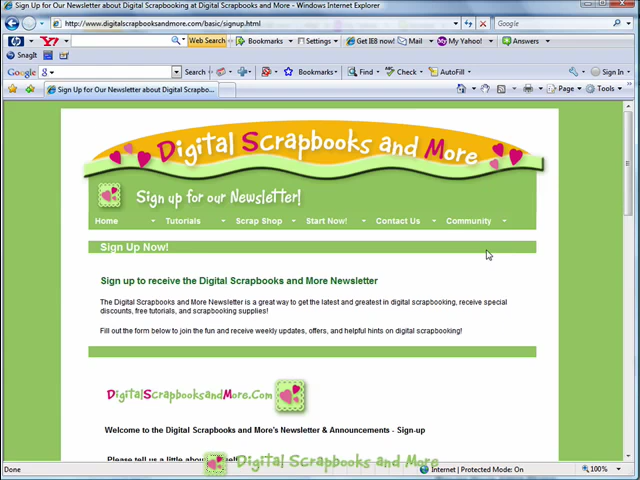 Sign Up For Our Newsletter about Digital Scrapbooking at Digital Scrapbooks and More - Windows Internet Explorer
http://www.digitalscrapbooksandmore.com/basic/signup.html
Google
hp
Y!
Web Search
Bookmarks
Settings
Get IE8 now!
Mail
My Yahoo!
Answers
SnagIt
Google
Search
Bookmarks
Find
Check
AutoFill
Sign In
Sign Up For Our Newsletter about Digital Scrapbo...
Page
Tools
Digital Scrapbooks and More
Sign up for our Newsletter!
Home
Tutorials
Scrap Shop
Start Now!
Contact Us
Community
Sign Up Now!
Sign up to receive the Digital Scrapbooks and More Newsletter
The Digital Scrapbooks and More Newsletter is a great way to get the latest and greatest in digital scrapbooking, receive special
discounts, free tutorials, and scrapbooking supplies!
Fill out the form below to join the fun and receive weekly updates, offers, and helpful hints on digital scrapbooking!
DigitalScrapbooksandMore.Com
Welcome to the Digital Scrapbooks and More's Newsletter & Announcements - Sign-up
Please tell us a little about
Digital Scrapbooks and More
Done
Internet | Protected Mode: On
100%